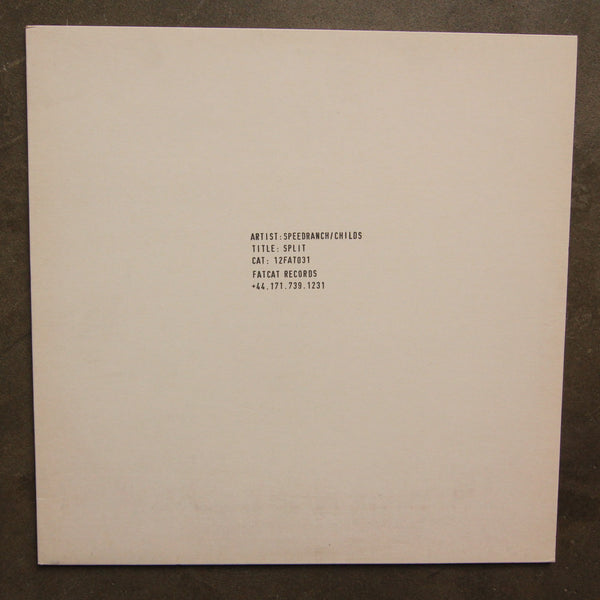 ARTIST:SPEEDRANCH/CHILDS
TITLE: SPLIT
CAT: 12FAT031
FATCAT RECORDS
+44.171.739.1231